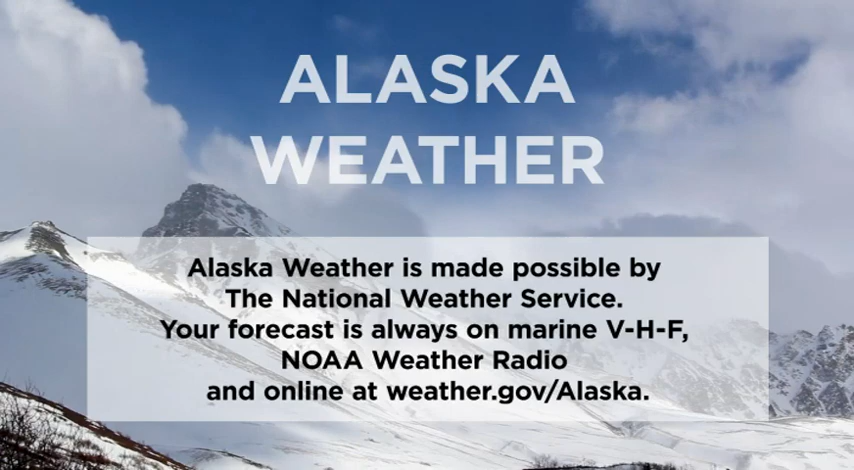 ALASKA
WEATHER
Alaska Weather is made possible by
The National Weather Service.
Your forecast is always on marine V-H-F,
NOAA Weather Radio
and online at weather.gov/Alaska.